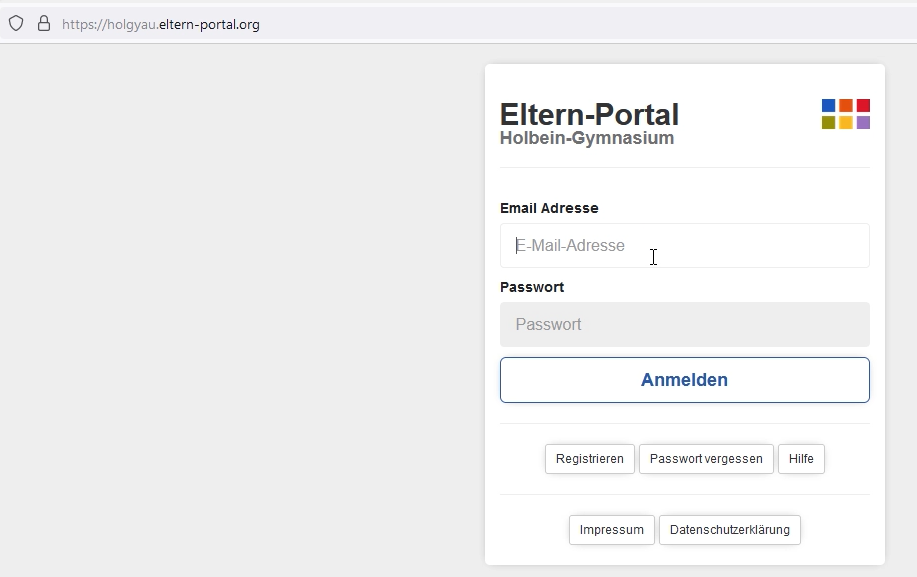 https://holgyau.eltern-portal.org
Eltern-Portal
Holbein-Gymnasium
Email Adresse
E-Mail-Adresse
Passwort
Passwort
Anmelden
Registrieren Passwort vergessen Hilfe
Impressum Datenschutzerklärung